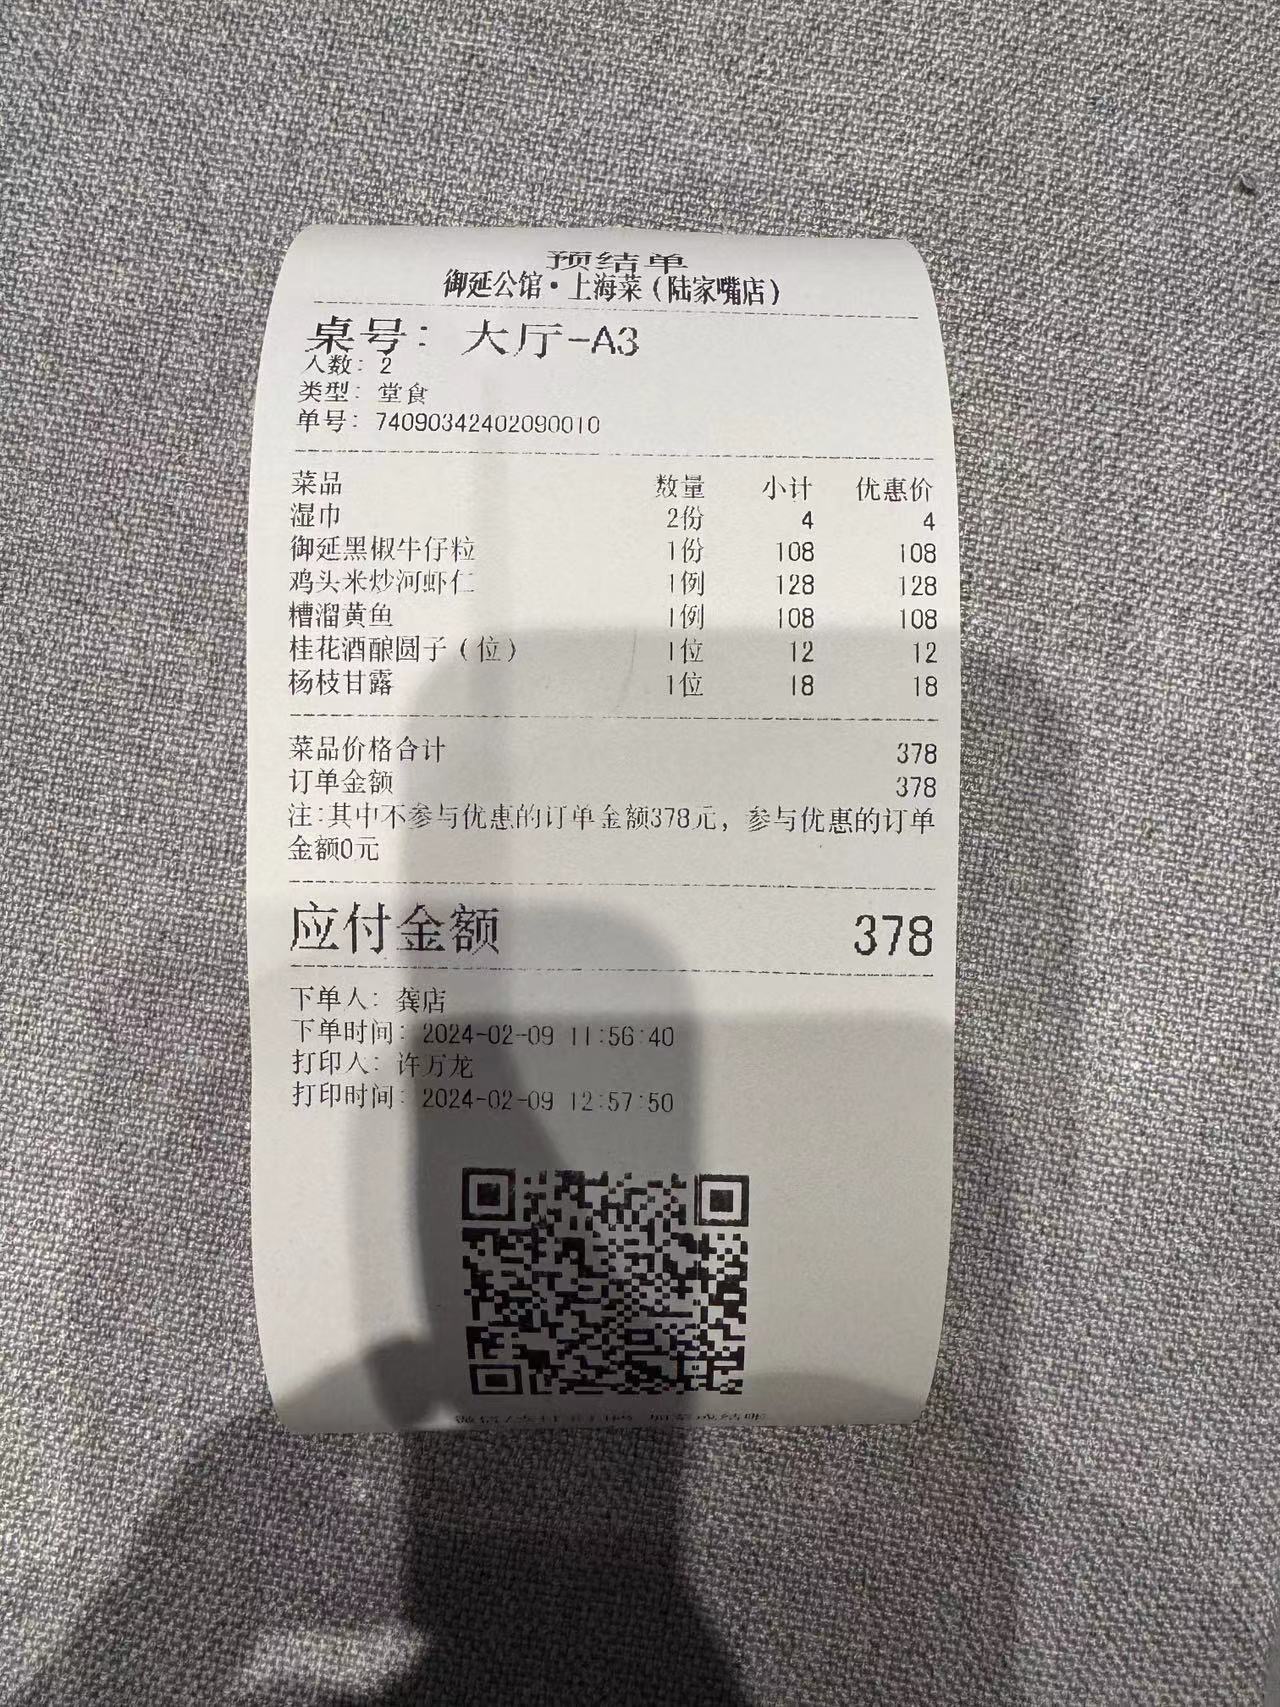 预结单
御延公馆·上海菜(陆家嘴店)
桌号: 大厅-A3
人数: 2
类型: 堂食
单号: 74090342402090010
菜品 数量 小计 优惠价
湿巾 2份 4 4
御延黑椒牛仔粒 1份 108 108
鸡头米炒河虾仁 1例 128 128
糟溜黄鱼 1例 108 108
桂花酒酿圆子(位) 1位 12 12
杨枝甘露 1位 18 18
菜品价格合计 378
订单金额 378
注:其中不参与优惠的订单金额378元, 参与优惠的订单
金额0元
应付金额 378
下单人: 龚店
下单时间: 2024-02-09 11:56:40
打印人: 许万龙
打印时间: 2024-02-09 12:57:50